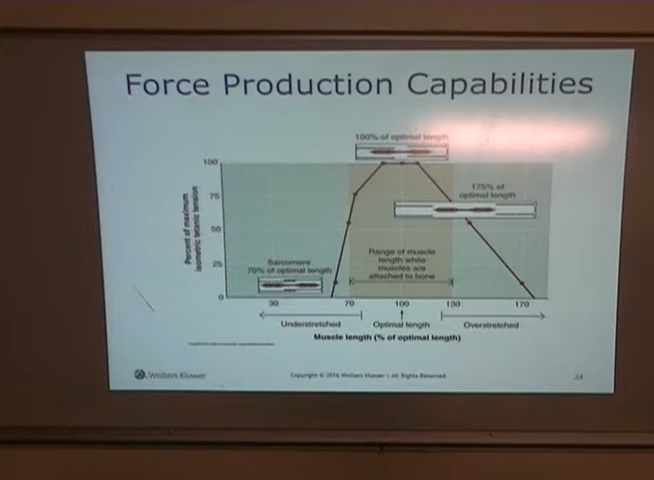 Force Production Capabilities
100% of optimal length
100
75
50
25
0
Percent of maximum
isometric tetanic tension
175% of
optimal length
Sarcomere
70% of optimal length
Range of muscle
length while
muscles are
attached to bone
30
70
100
130
170
Understretched
Optimal length
Overstretched
Muscle length (% of optimal length)
Wolters Kluwer
Copyright © 2016 Wolters Kluwer • All Rights Reserved